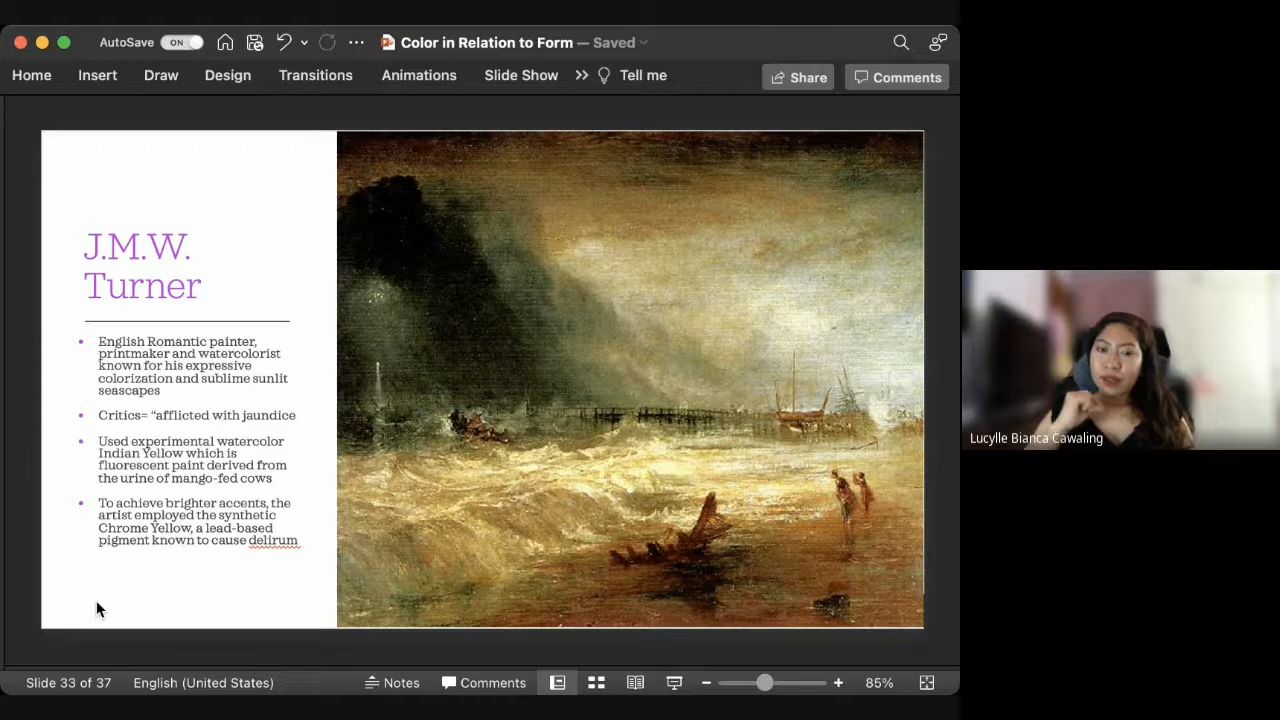 AutoSave ON Color in Relation to Form — Saved
Home Insert Draw Design Transitions Animations Slide Show Tell me Share Comments
J.M.W.
Turner
English Romantic painter,
printmaker and watercolorist
known for his expressive
colorization and sublime sunlit
seascapes
Critics= “afflicted with jaundice
Used experimental watercolor
Indian Yellow which is
fluorescent paint derived from
the urine of mango-fed cows
To achieve brighter accents, the
artist employed the synthetic
Chrome Yellow, a lead-based
pigment known to cause delirum
Lucylle Bianca Cawaling
Slide 33 of 37 English (United States) Notes Comments 85%